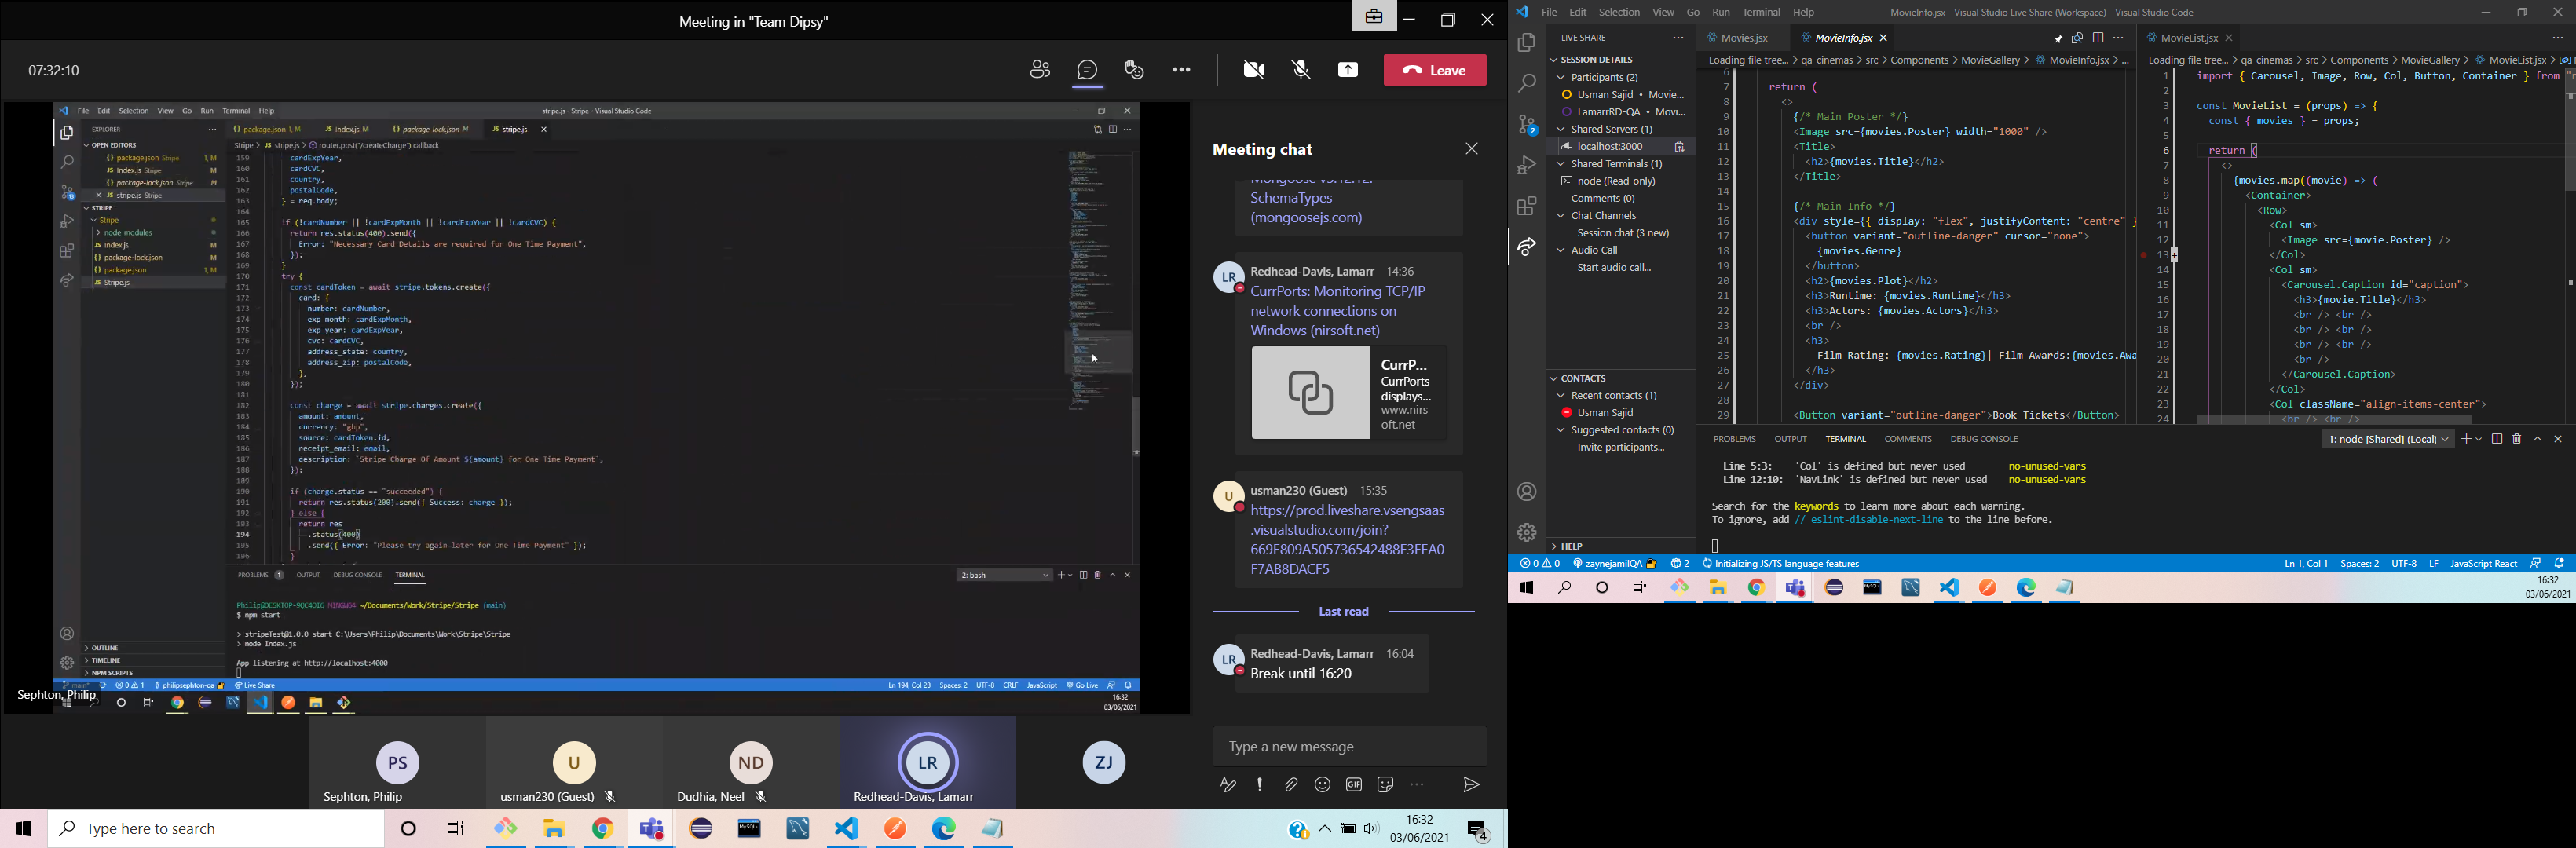 Meeting in "Team Dipsy"
07:32:10
Leave
File Edit Selection View Go Run Terminal Help
stripe.js - Stripe - Visual Studio Code
EXPLORER
OPEN EDITORS
package.json Stripe 1, M
index.js Stripe M
package-lock.json Stripe M
stripe.js Stripe
STRIPE
Stripe
node_modules
index.js M
package-lock.json M
package.json 1, M
Stripe.js
OUTLINE
TIMELINE
NPM SCRIPTS
package.json 1, M
index.js M
package-lock.json M
stripe.js
Stripe > stripe.js > router.post("/createCharge") callback
159 cardExpYear,
160 cardCVC,
161 country,
162 postalCode,
163 } = req.body;
164
165 if (!cardNumber || !cardExpMonth || !cardExpYear || !cardCVC) {
166 return res.status(400).send({
167 Error: "Necessary Card Details are required for One Time Payment",
168 });
169 }
170 try {
171 const cardToken = await stripe.tokens.create({
172 card: {
173 number: cardNumber,
174 exp_month: cardExpMonth,
175 exp_year: cardExpYear,
176 cvc: cardCVC,
177 address_state: country,
178 address_zip: postalCode,
179 },
180 });
181
182 const charge = await stripe.charges.create({
183 amount: amount,
184 currency: "gbp",
185 source: cardToken.id,
186 receipt_email: email,
187 description: `Stripe Charge Of Amount ${amount} for One Time Payment`,
188 });
189
190 if (charge.status == "succeeded") {
191 return res.status(200).send({ Success: charge });
192 } else {
193 return res
194 .status(400)
195 .send({ Error: "Please try again later for One Time Payment" });
196 }
PROBLEMS 1 OUTPUT DEBUG CONSOLE TERMINAL
2: bash
Philip@DESKTOP-9QC4OI6 MINGW64 ~/Documents/Work/Stripe/Stripe (main)
$ npm start
> stripeTest@1.0.0 start C:\Users\Philip\Documents\Work\Stripe\Stripe
> node Index.js
App listening at http://localhost:4000
main* 0 1 philipsephton-qa Live Share
Ln 194, Col 23 Spaces: 2 UTF-8 CRLF JavaScript Go Live
Sephton, Philip
16:32
03/06/2021
PS
Sephton, Philip
U
usman230 (Guest)
ND
Dudhia, Neel
LR
Redhead-Davis, Lamarr
ZJ
Meeting chat
Mongoose v5.12.12:
SchemaTypes
(mongoosejs.com)
LR
Redhead-Davis, Lamarr 14:36
CurrPorts: Monitoring TCP/IP
network connections on
Windows (nirsoft.net)
CurrP...
CurrPorts
displays...
www.nirs
oft.net
U
usman230 (Guest) 15:35
https://prod.liveshare.vsengsaas
.visualstudio.com/join?
669E809A505736542488E3FEA0
F7AB8DACF5
Last read
LR
Redhead-Davis, Lamarr 16:04
Break until 16:20
Type a new message
GIF
Type here to search
16:32
03/06/2021
4
File Edit Selection View Go Run Terminal Help
MovieInfo.jsx - Visual Studio Live Share (Workspace) - Visual Studio Code
LIVE SHARE
SESSION DETAILS
Participants (2)
Usman Sajid • Movie...
LamarrRD-QA • Movi...
Shared Servers (1)
localhost:3000
Shared Terminals (1)
node (Read-only)
Comments (0)
Chat Channels
Session chat (3 new)
Audio Call
Start audio call...
CONTACTS
Recent contacts (1)
Usman Sajid
Suggested contacts (0)
Invite participants...
HELP
Movies.jsx
MovieInfo.jsx
Loading file tree... > qa-cinemas > src > Components > MovieGallery > MovieInfo.jsx > ...
6
7 return (
8 <>
9 {/* Main Poster */}
10 <Image src={movies.Poster} width="1000" />
11 <Title>
12 <h2>{movies.Title}</h2>
13 </Title>
14
15 {/* Main Info */}
16 <div style={{ display: "flex", justifyContent: "centre" }
17 <button variant="outline-danger" cursor="none">
18 {movies.Genre}
19 </button>
20 <h2>{movies.Plot}</h2>
21 <h3>Runtime: {movies.Runtime}</h3>
22 <h3>Actors: {movies.Actors}</h3>
23 <br />
24 <h3>
25 Film Rating: {movies.Rating}| Film Awards:{movies.Awa
26 </h3>
27 </div>
28
29 <Button variant="outline-danger">Book Tickets</Button>
MovieList.jsx
Loading file tree... > qa-cinemas > src > Components > MovieGallery > MovieList.jsx >
1 import { Carousel, Image, Row, Col, Button, Container } from "r
2
3 const MovieList = (props) => {
4 const { movies } = props;
5
6 return (
7 <>
8 {movies.map((movie) => (
9 <Container>
10 <Row>
11 <Col sm>
12 <Image src={movie.Poster} />
13 </Col>
14 <Col sm>
15 <Carousel.Caption id="caption">
16 <h3>{movie.Title}</h3>
17 <br /> <br />
18 <br /> <br />
19 <br /> <br />
20 <br />
21 </Carousel.Caption>
22 </Col>
23 <Col className="align-items-center">
24 <br /> <br />
PROBLEMS OUTPUT TERMINAL COMMENTS DEBUG CONSOLE
1: node [Shared] (Local)
Line 5:3: 'Col' is defined but never used no-unused-vars
Line 12:10: 'NavLink' is defined but never used no-unused-vars
Search for the keywords to learn more about each warning.
To ignore, add // eslint-disable-next-line to the line before.
0 0 zaynejamilQA 2 Initializing JS/TS language features
Ln 1, Col 1 Spaces: 2 UTF-8 LF JavaScript React
16:32
03/06/2021